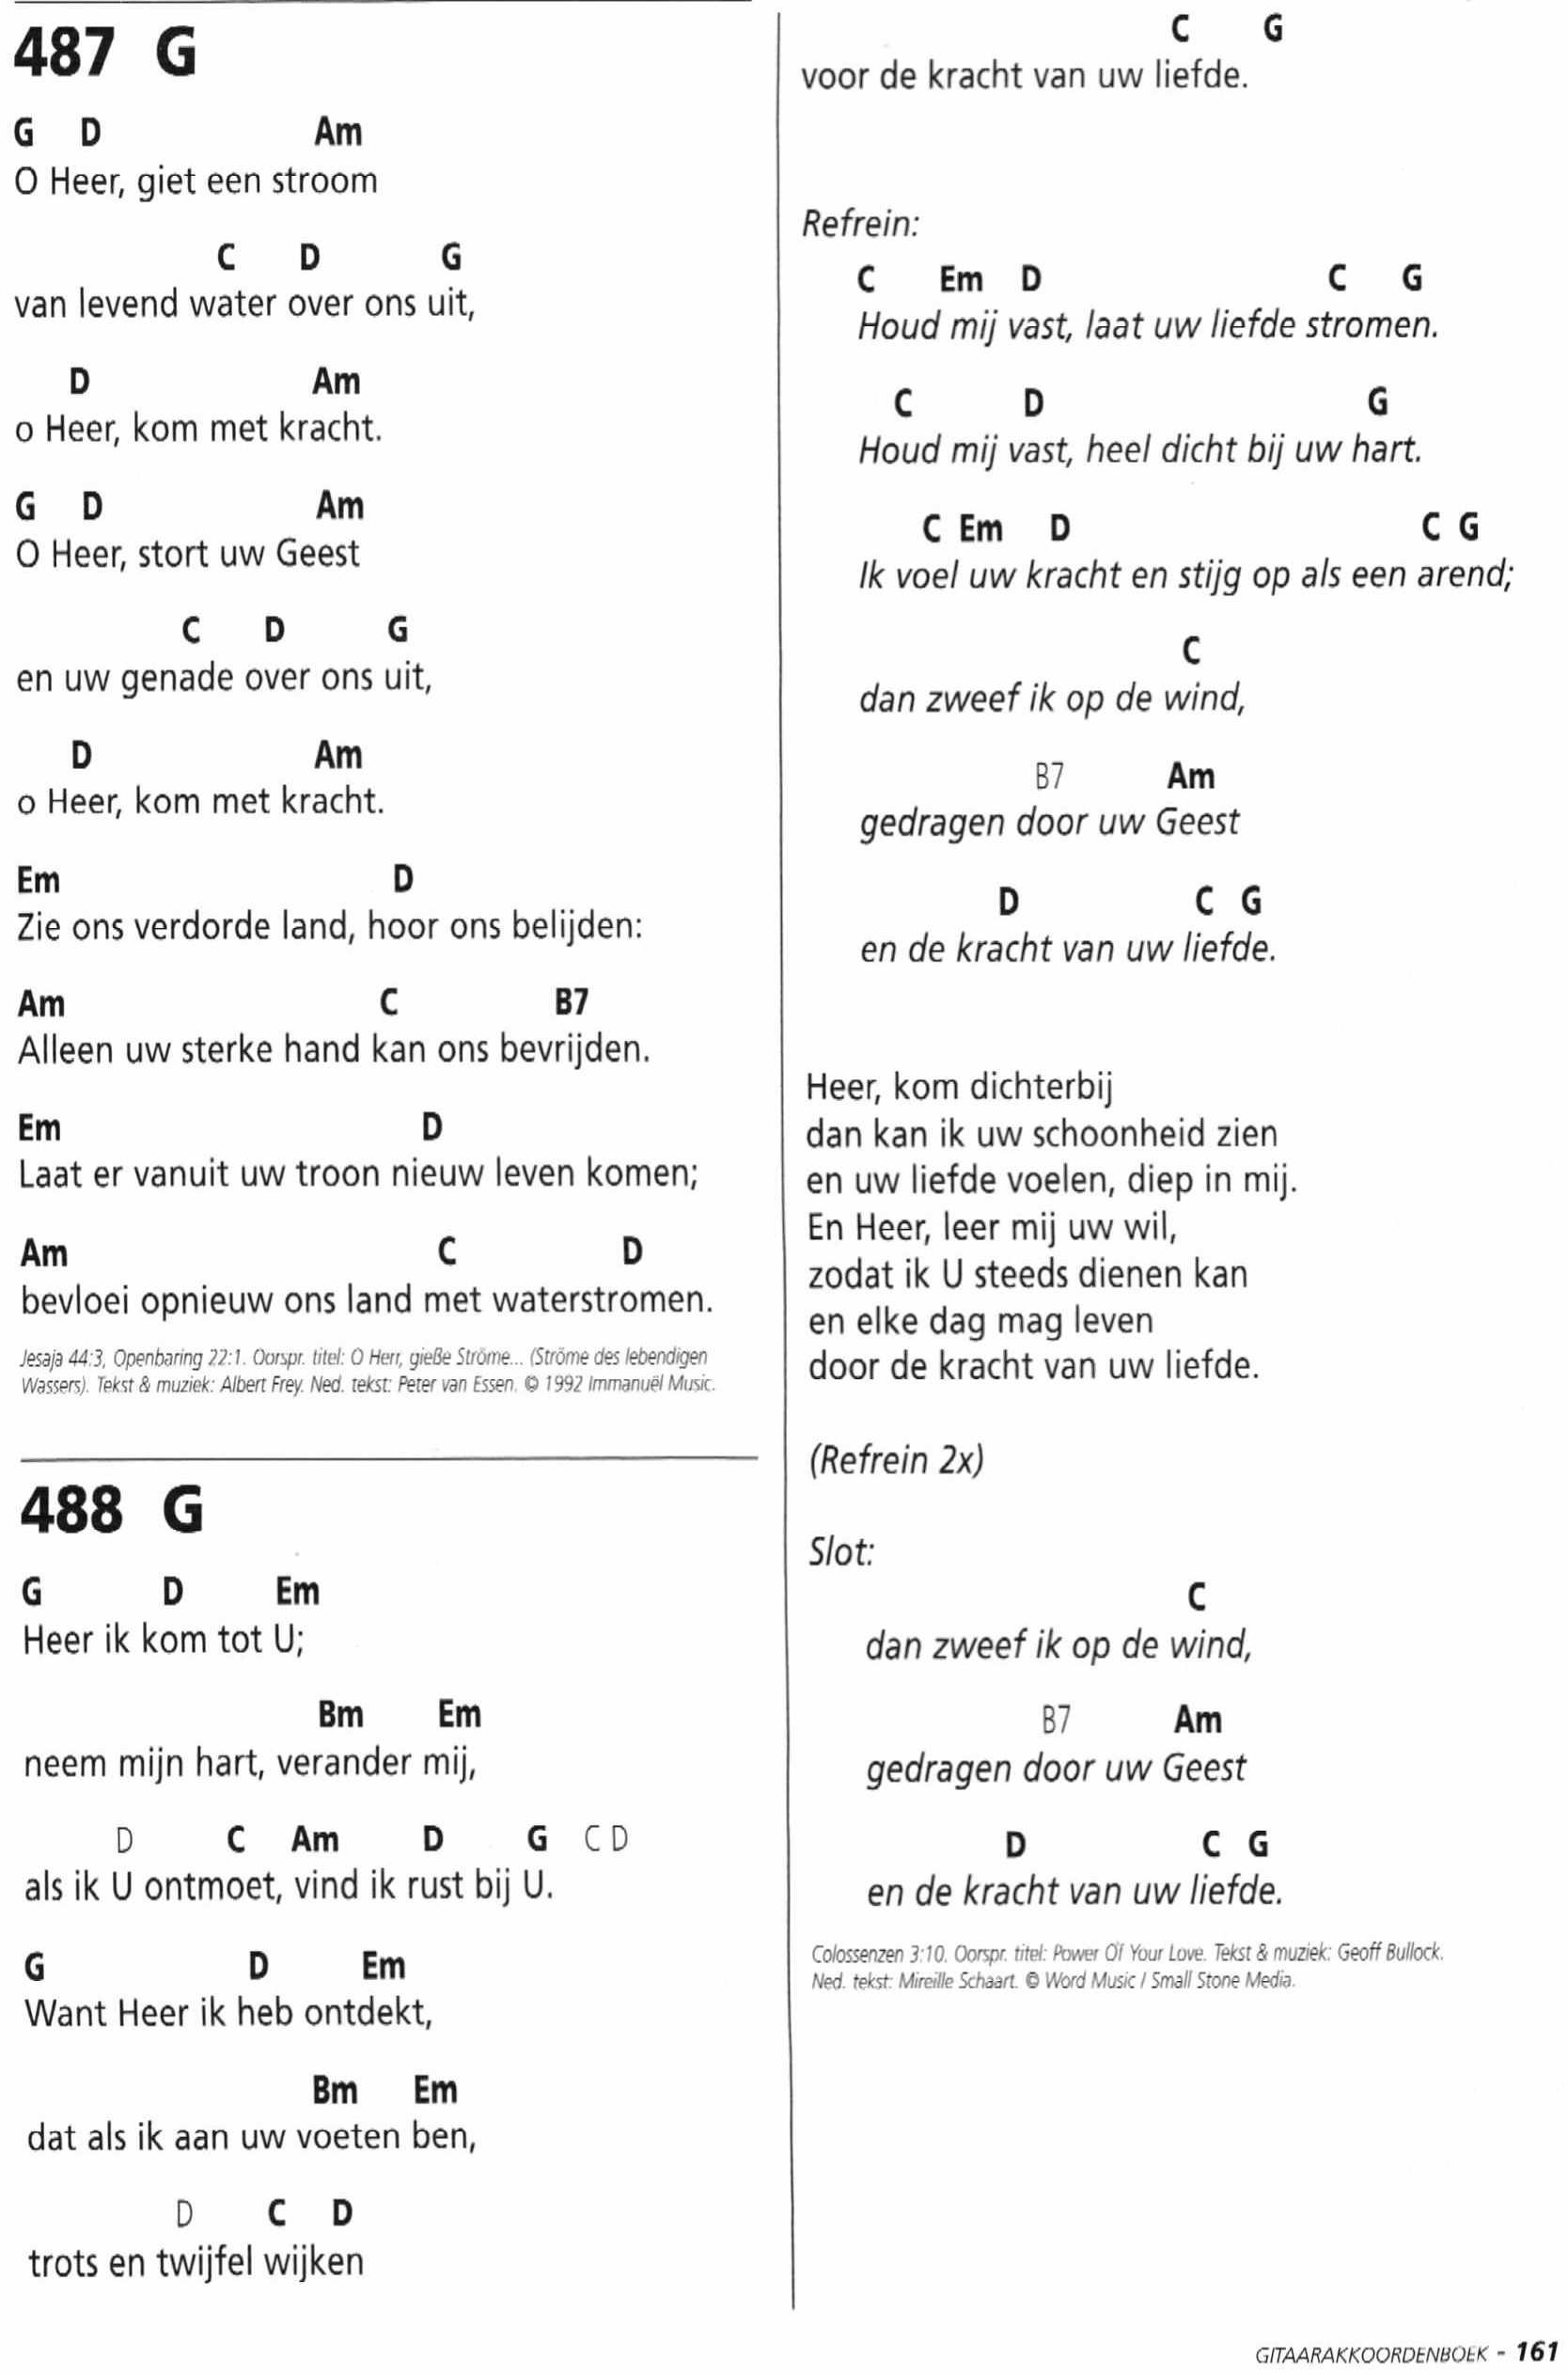 487 G
G D Am
O Heer, giet een stroom
C D G
van levend water over ons uit,
D Am
o Heer, kom met kracht.
G D Am
O Heer, stort uw Geest
C D G
en uw genade over ons uit,
D Am
o Heer, kom met kracht.
Em D
Zie ons verdorde land, hoor ons belijden:
Am C B7
Alleen uw sterke hand kan ons bevrijden.
Em D
Laat er vanuit uw troon nieuw leven komen;
Am C D
bevloei opnieuw ons land met waterstromen.
Jesaja 44:3, Openbaring 22:1. Oorspr. titel: O Herr, gieße Ströme... (Ströme des lebendigen
Wassers). Tekst & muziek: Albert Frey. Ned. tekst: Peter van Essen. © 1992 Immanuël Music.
488 G
G D Em
Heer ik kom tot U;
Bm Em
neem mijn hart, verander mij,
D C Am D G C D
als ik U ontmoet, vind ik rust bij U.
G D Em
Want Heer ik heb ontdekt,
Bm Em
dat als ik aan uw voeten ben,
D C D
trots en twijfel wijken
C G
voor de kracht van uw liefde.
Refrein:
C Em D C G
Houd mij vast, laat uw liefde stromen.
C D G
Houd mij vast, heel dicht bij uw hart.
C Em D C G
Ik voel uw kracht en stijg op als een arend;
C
dan zweef ik op de wind,
B7 Am
gedragen door uw Geest
D C G
en de kracht van uw liefde.
Heer, kom dichterbij
dan kan ik uw schoonheid zien
en uw liefde voelen, diep in mij.
En Heer, leer mij uw wil,
zodat ik U steeds dienen kan
en elke dag mag leven
door de kracht van uw liefde.
(Refrein 2x)
Slot:
C
dan zweef ik op de wind,
B7 Am
gedragen door uw Geest
D C G
en de kracht van uw liefde.
Colossenzen 3:10. Oorspr. titel: Power Of Your Love. Tekst & muziek: Geoff Bullock.
Ned. tekst: Mireille Schaart. © Word Music / Small Stone Media.
GITAARAKKOORDENBOEK - 161